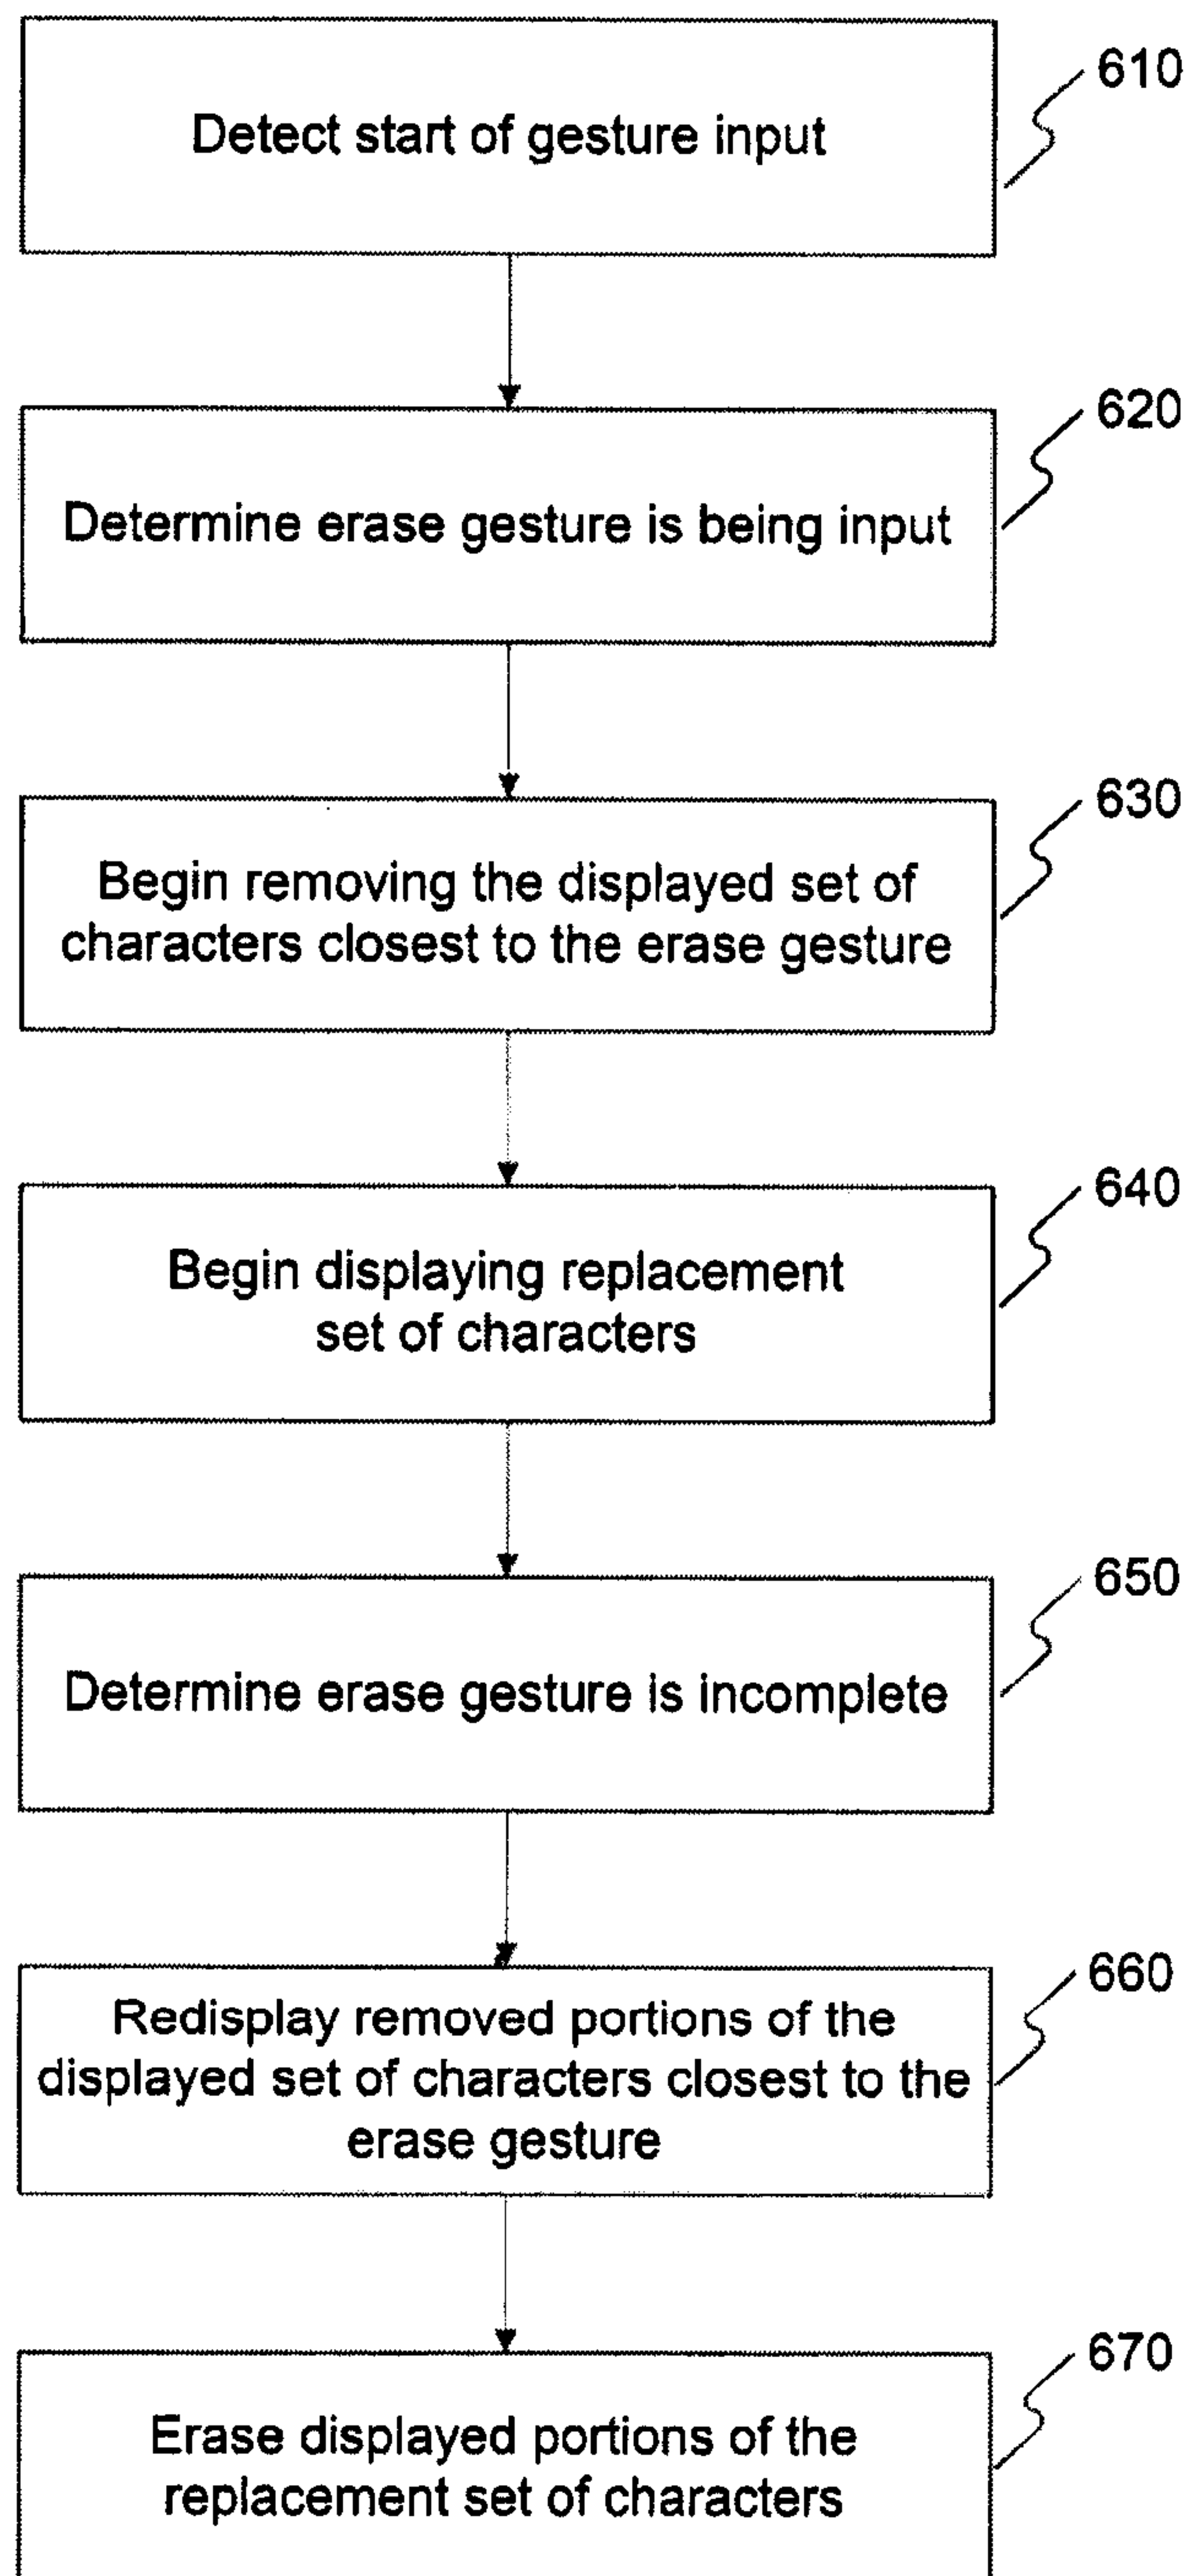 Detect start of gesture input
610
Determine erase gesture is being input
620
Begin removing the displayed set of
characters closest to the erase gesture
630
Begin displaying replacement
set of characters
640
Determine erase gesture is incomplete
650
Redisplay removed portions of the
displayed set of characters closest to the
erase gesture
660
Erase displayed portions of the
replacement set of characters
670